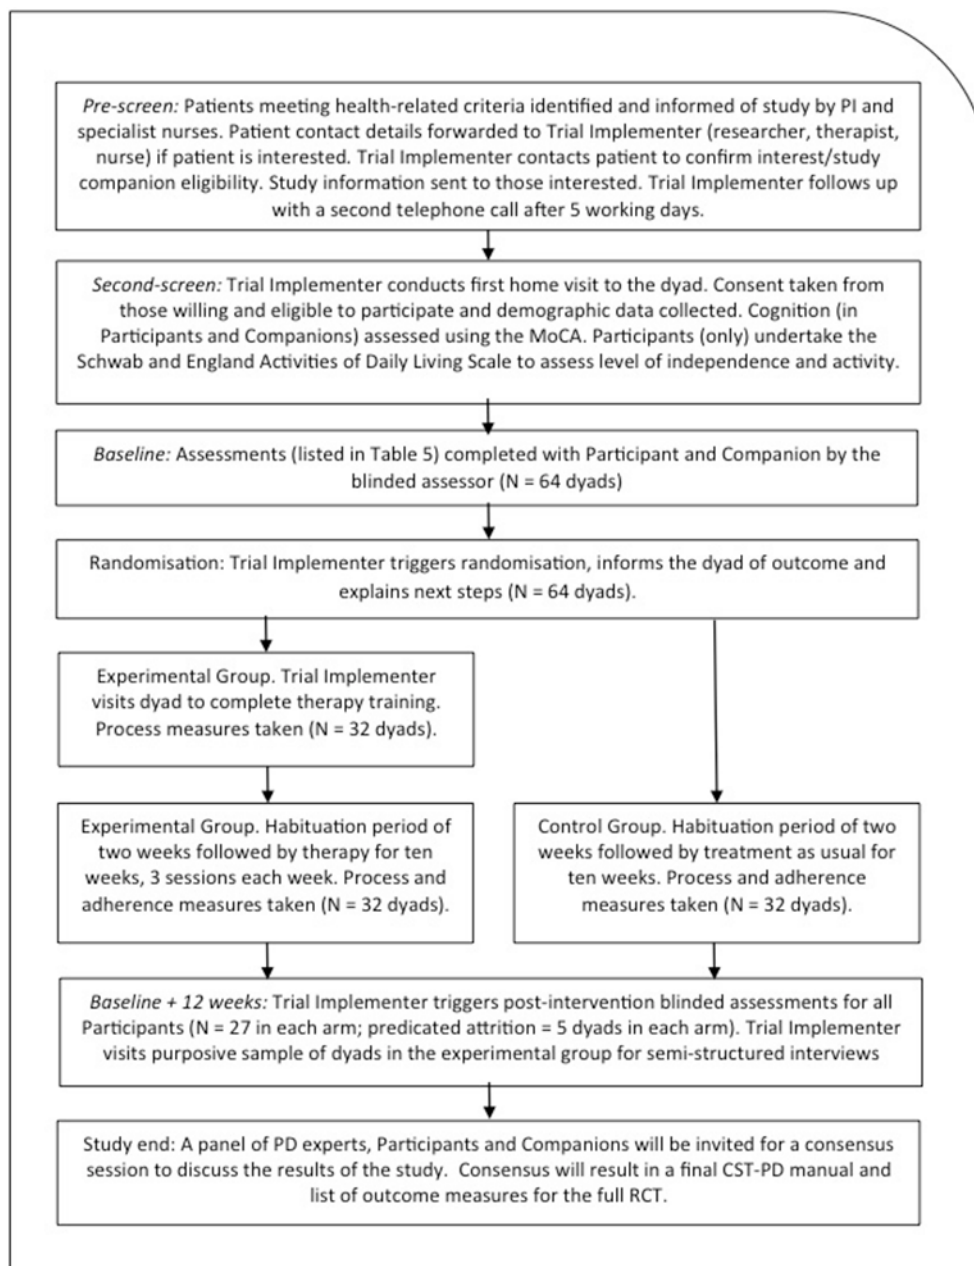 Pre-screen: Patients meeting health-related criteria identified and informed of study by PI and
specialist nurses. Patient contact details forwarded to Trial Implementer (researcher, therapist,
nurse) if patient is interested. Trial Implementer contacts patient to confirm interest/study
companion eligibility. Study information sent to those interested. Trial Implementer follows up
with a second telephone call after 5 working days.
Second-screen: Trial Implementer conducts first home visit to the dyad. Consent taken from
those willing and eligible to participate and demographic data collected. Cognition (in
Participants and Companions) assessed using the MoCA. Participants (only) undertake the
Schwab and England Activities of Daily Living Scale to assess level of independence and activity.
Baseline: Assessments (listed in Table 5) completed with Participant and Companion by the
blinded assessor (N = 64 dyads)
Randomisation: Trial Implementer triggers randomisation, informs the dyad of outcome and
explains next steps (N = 64 dyads).
Experimental Group. Trial Implementer
visits dyad to complete therapy training.
Process measures taken (N = 32 dyads).
Experimental Group. Habituation period of
two weeks followed by therapy for ten
weeks, 3 sessions each week. Process and
adherence measures taken (N = 32 dyads).
Control Group. Habituation period of two
weeks followed by treatment as usual for
ten weeks. Process and adherence
measures taken (N = 32 dyads).
Baseline + 12 weeks: Trial Implementer triggers post-intervention blinded assessments for all
Participants (N = 27 in each arm; predicated attrition = 5 dyads in each arm). Trial Implementer
visits purposive sample of dyads in the experimental group for semi-structured interviews
Study end: A panel of PD experts, Participants and Companions will be invited for a consensus
session to discuss the results of the study.  Consensus will result in a final CST-PD manual and
list of outcome measures for the full RCT.